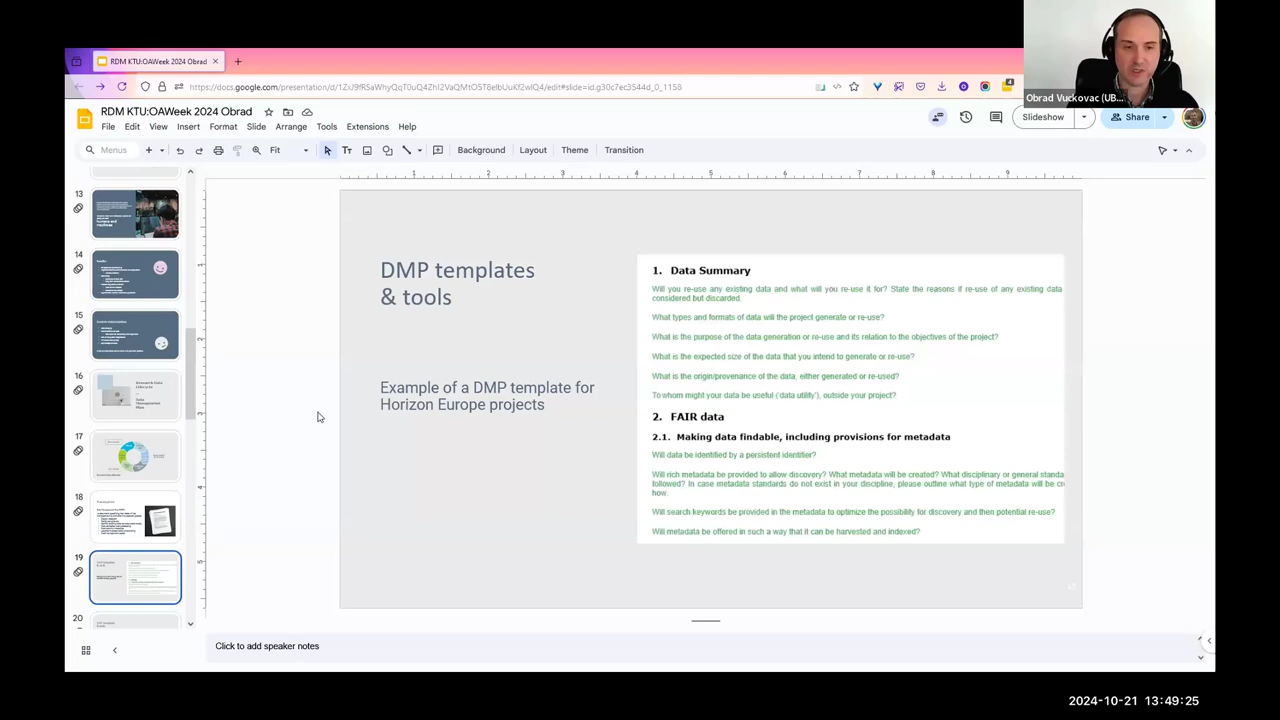 RDM KTU:OAWeek 2024 Obrad
Obrad Vuckovac (UB...
RDM KTU:OAWeek 2024 Obrad
File Edit View Insert Format Slide Arrange Tools Extensions Help
Slideshow
Share
Menus
Fit
Background
Layout
Theme
Transition
1 2 3 4 5 6 7 8 9
13
14
15
16
17
18
19
20
DMP templates
& tools
Example of a DMP template for
Horizon Europe projects
1. Data Summary
Will you re-use any existing data and what will you re-use it for? State the reasons if re-use of any existing data
considered but discarded.
What types and formats of data will the project generate or re-use?
What is the purpose of the data generation or re-use and its relation to the objectives of the project?
What is the expected size of the data that you intend to generate or re-use?
What is the origin/provenance of the data, either generated or re-used?
To whom might your data be useful ('data utility'), outside your project?
2. FAIR data
2.1. Making data findable, including provisions for metadata
Will data be identified by a persistent identifier?
Will rich metadata be provided to allow discovery? What metadata will be created? What disciplinary or general standa
followed? In case metadata standards do not exist in your discipline, please outline what type of metadata will be cre
how.
Will search keywords be provided in the metadata to optimize the possibility for discovery and then potential re-use?
Will metadata be offered in such a way that it can be harvested and indexed?
Click to add speaker notes
2024-10-21 13:49:25